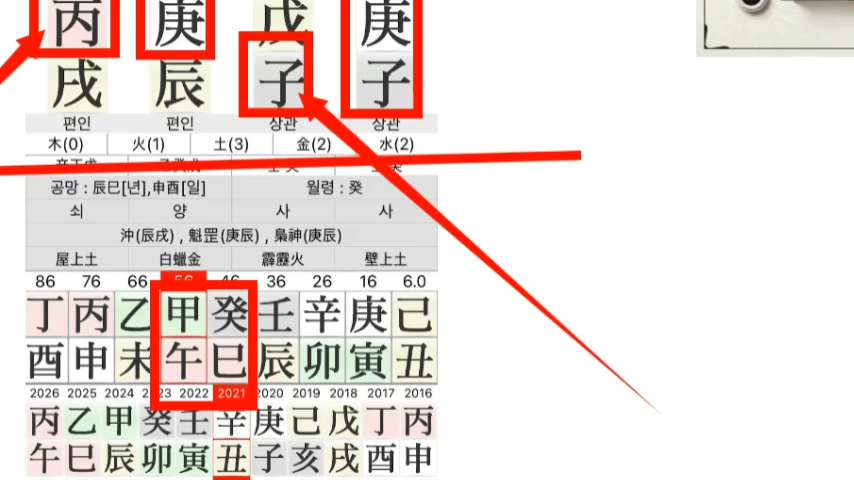 丙 庚 戊 庚
戌 辰 子 子
편인 편인 상관 상관
木(0) 火(1) 土(3) 金(2) 水(2)
공망 : 辰巳[년],申酉[일] 월령 : 癸
쇠 양 사 사
沖(辰戌) , 魁罡(庚辰) , 梟神(庚辰)
屋上土 白蠟金 霹靂火 壁上土
86 76 66 56 46 36 26 16 6.0
丁 丙 乙 甲 癸 壬 辛 庚 己
酉 申 未 午 巳 辰 卯 寅 丑
2026 2025 2024 2022 2021 2020 2019 2018 2017 2016
丙 乙 甲 癸 壬 辛 庚 己 戊 丁 丙
午 巳 辰 卯 寅 丑 子 亥 戌 酉 申